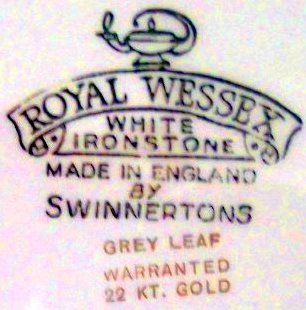 ROYAL WESSEX
WHITE
IRONSTONE
MADE IN ENGLAND
BY
SWINNERTONS
GREY LEAF
WARRANTED
22 KT. GOLD